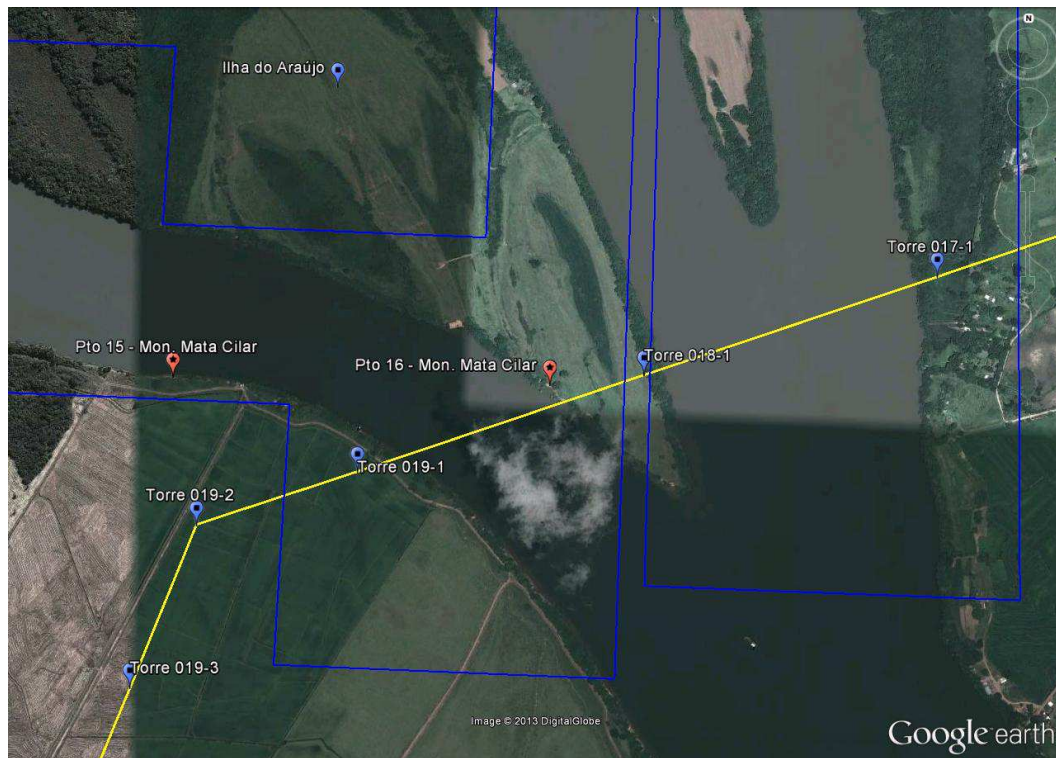 N
Ilha do Araújo
Torre 017-1
Pto 15 - Mon. Mata Cilar
Pto 16 - Mon. Mata Cilar
Torre 018-1
Torre 019-1
Torre 019-2
Torre 019-3
Image © 2013 DigitalGlobe
Google earth